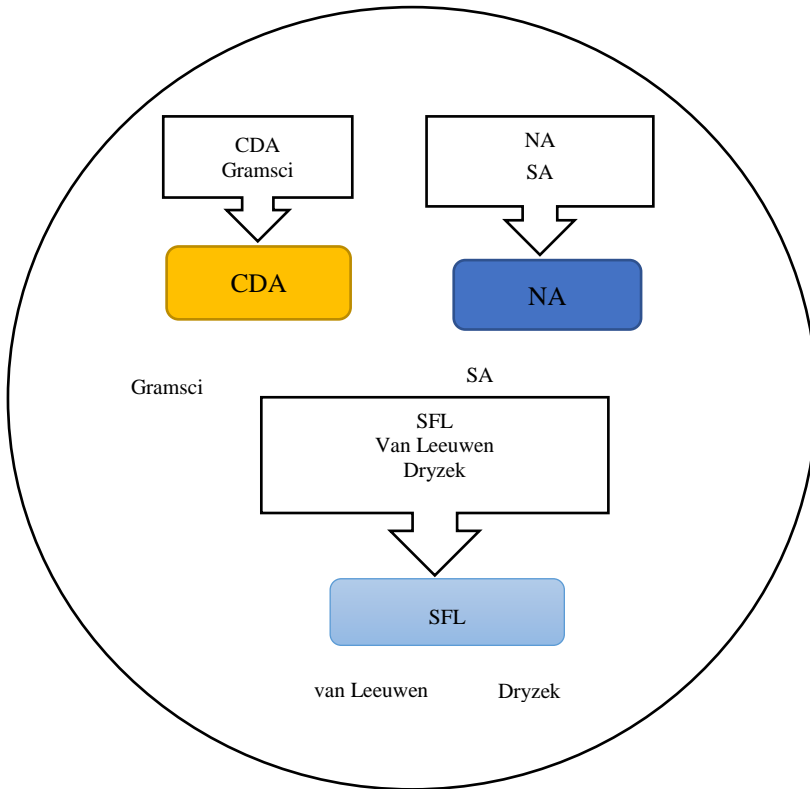 CDA
Gramsci
NA
SA
CDA
NA
Gramsci
SA
SFL
Van Leeuwen
Dryzek
SFL
van Leeuwen
Dryzek